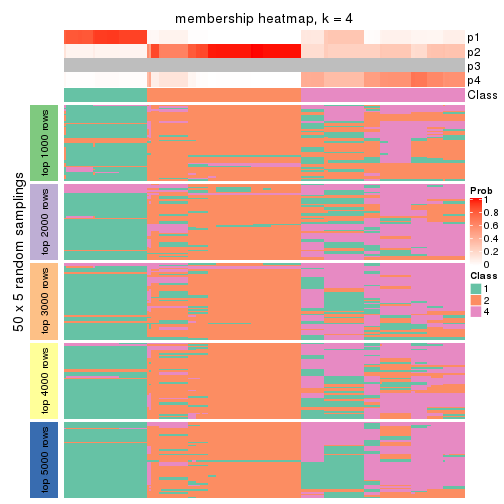 membership heatmap, k = 4
p1
p2
p3
p4
Class
50 x 5 random samplings
top 1000 rows
top 2000 rows
top 3000 rows
top 4000 rows
top 5000 rows
Prob
1
0.8
0.6
0.4
0.2
0
Class
1
2
4